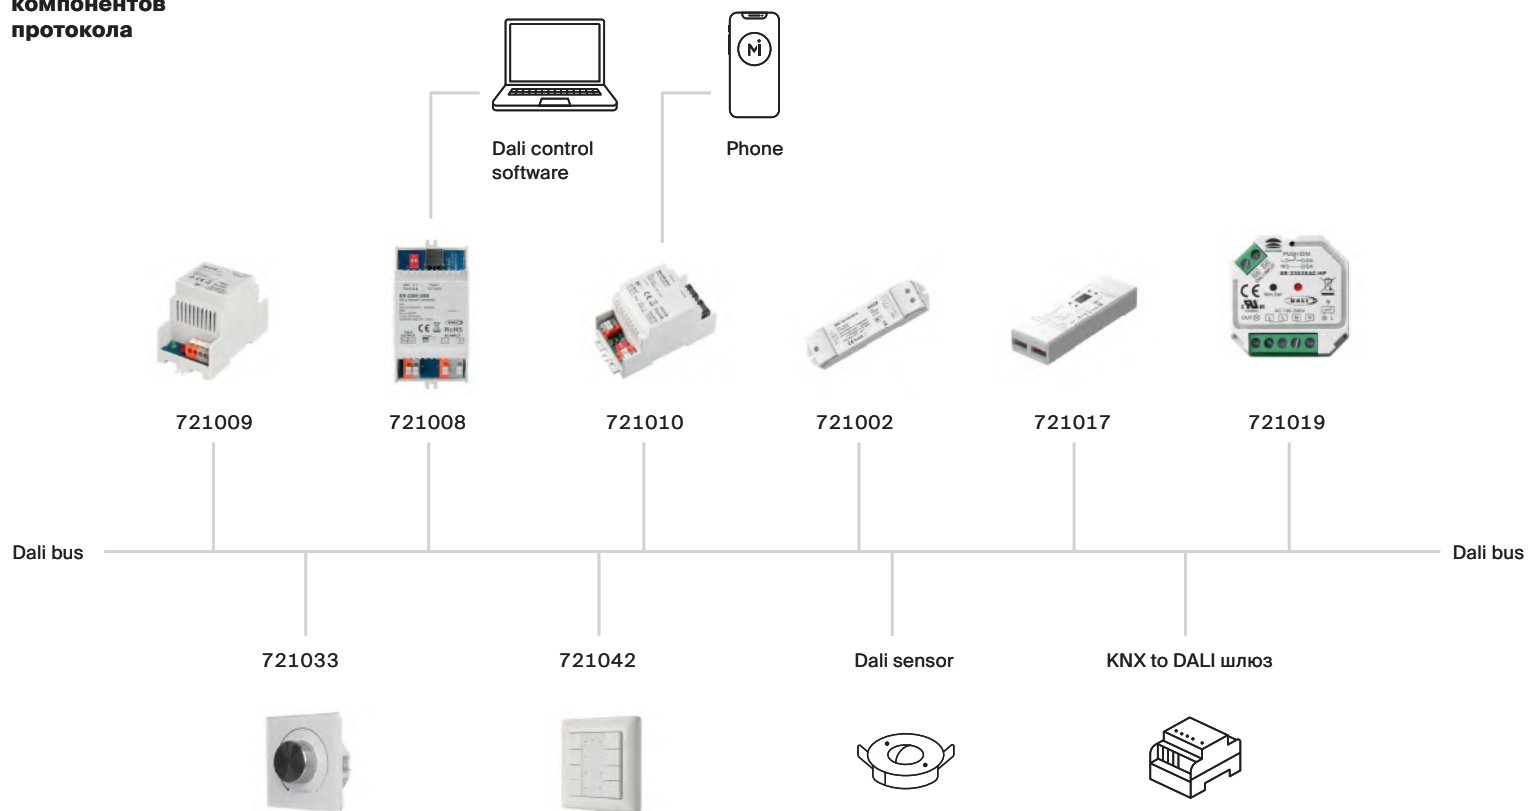 компонентов
протокола
Dali control
software
Phone
721009
721008
721010
721002
721017
721019
Dali bus
Dali bus
721033
721042
Dali sensor
KNX to DALI шлюз